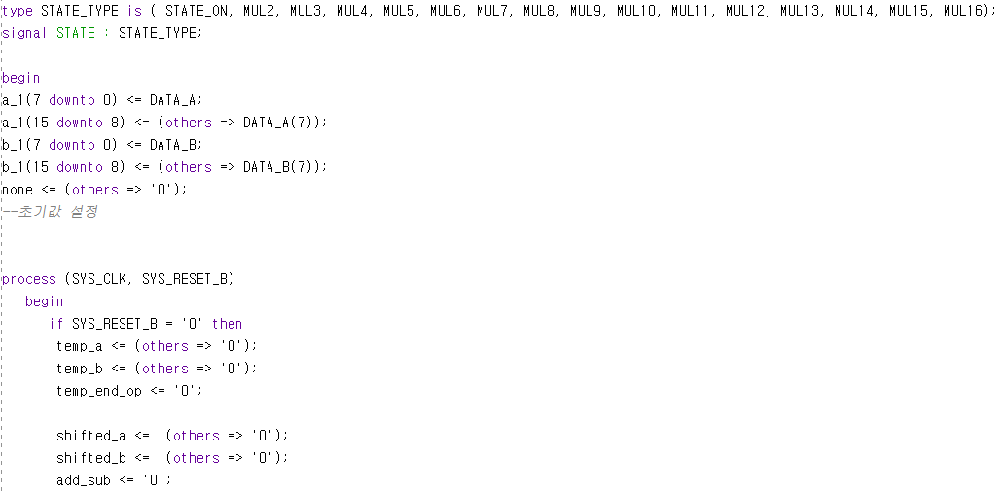 type STATE_TYPE is ( STATE_ON, MUL2, MUL3, MUL4, MUL5, MUL6, MUL7, MUL8, MUL9, MUL10, MUL11, MUL12, MUL13, MUL14, MUL15, MUL16);
signal STATE : STATE_TYPE;
begin
a_1(7 downto 0) <= DATA_A;
a_1(15 downto 8) <= (others => DATA_A(7));
b_1(7 downto 0) <= DATA_B;
b_1(15 downto 8) <= (others => DATA_B(7));
none <= (others => '0');
--초기값 설정
process (SYS_CLK, SYS_RESET_B)
begin
if SYS_RESET_B = '0' then
temp_a <= (others => '0');
temp_b <= (others => '0');
temp_end_op <= '0';
shifted_a <=  (others => '0');
shifted_b <=  (others => '0');
add_sub <= '0';